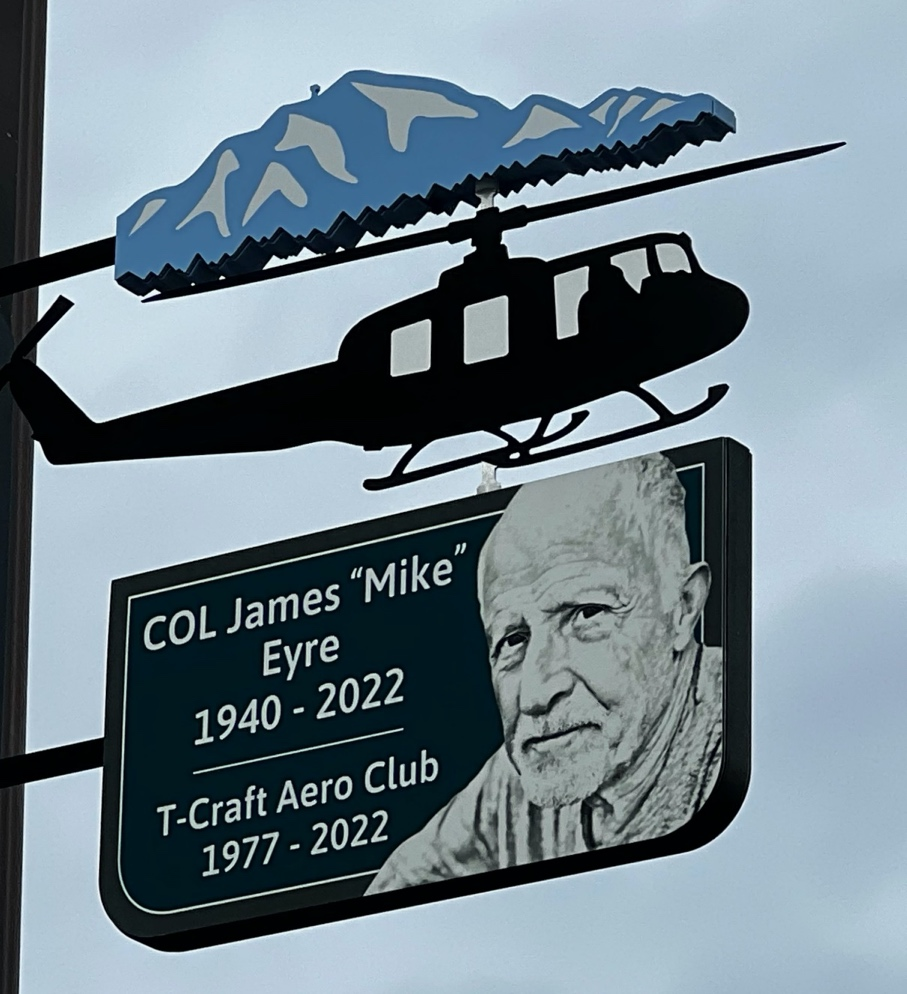 COL James “Mike”
Eyre
1940 - 2022
T-Craft Aero Club
1977 - 2022